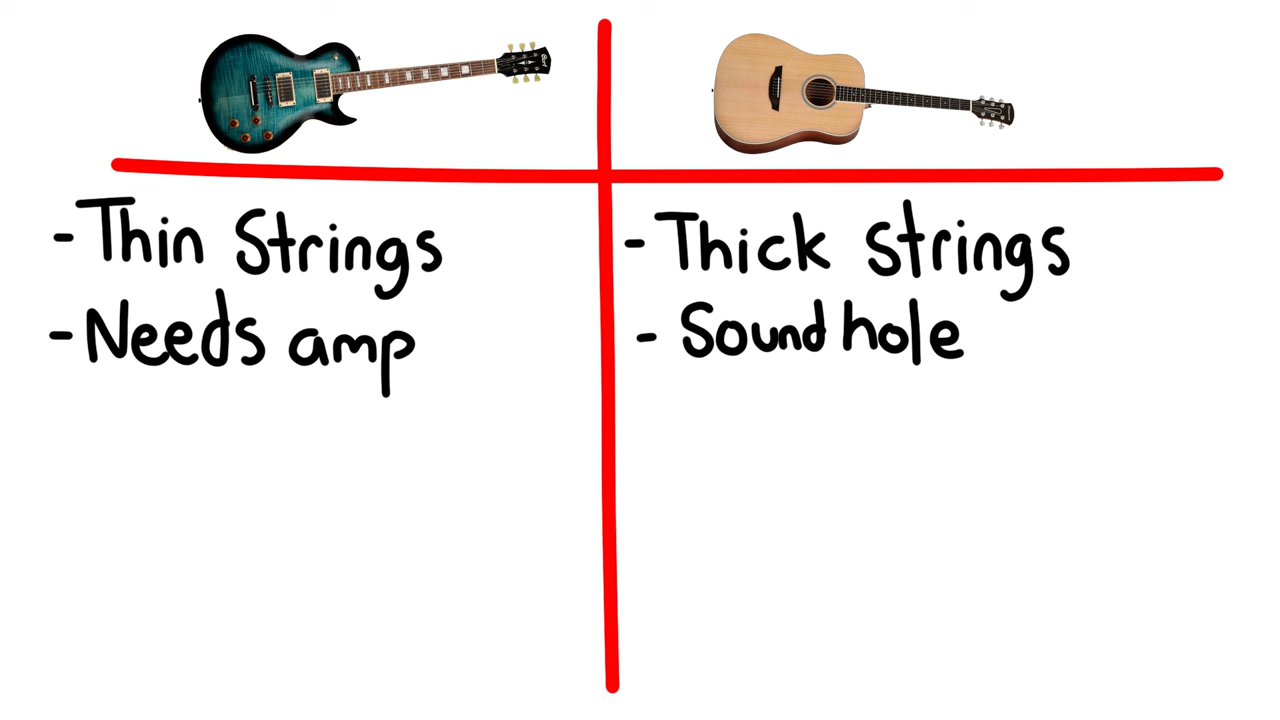 - Thin Strings
- Needs amp
- Thick strings
- Sound hole